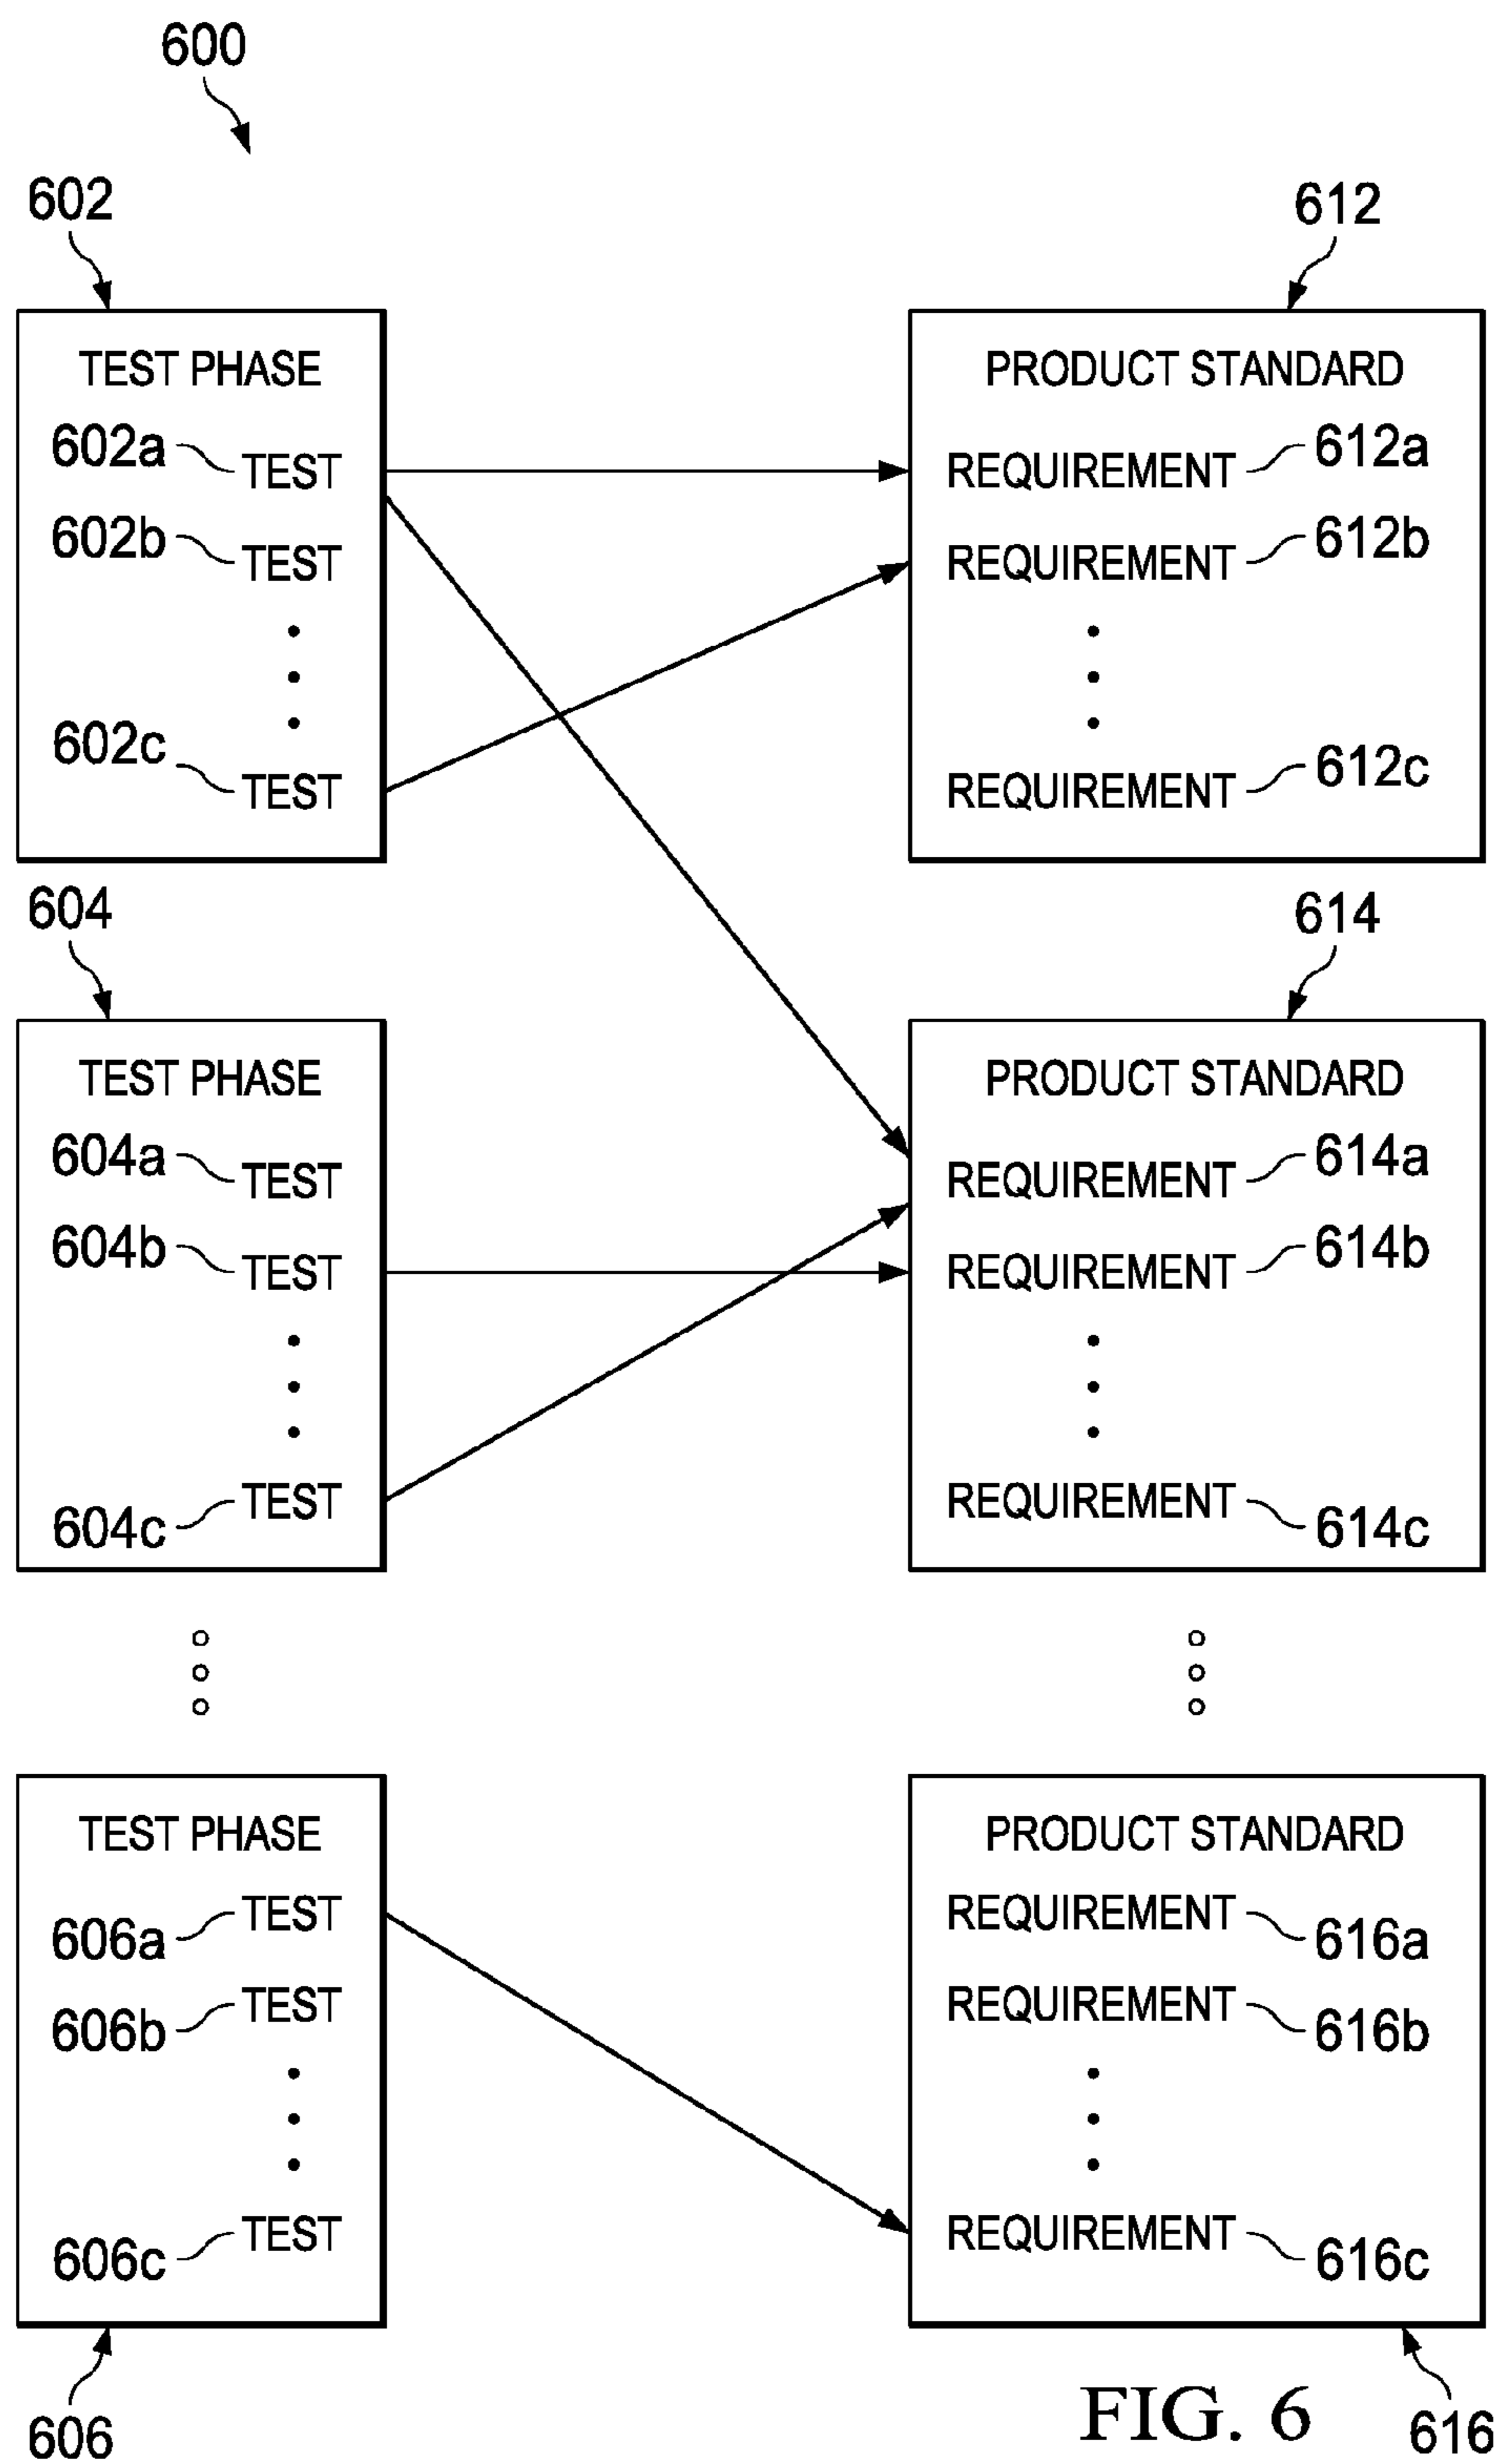 600
602
612
TEST PHASE
602a TEST
602b TEST
602c TEST
PRODUCT STANDARD
REQUIREMENT 612a
REQUIREMENT 612b
REQUIREMENT 612c
604
614
TEST PHASE
604a TEST
604b TEST
604c TEST
PRODUCT STANDARD
REQUIREMENT 614a
REQUIREMENT 614b
REQUIREMENT 614c
TEST PHASE
606a TEST
606b TEST
606c TEST
606
PRODUCT STANDARD
REQUIREMENT 616a
REQUIREMENT 616b
REQUIREMENT 616c
616
FIG. 6